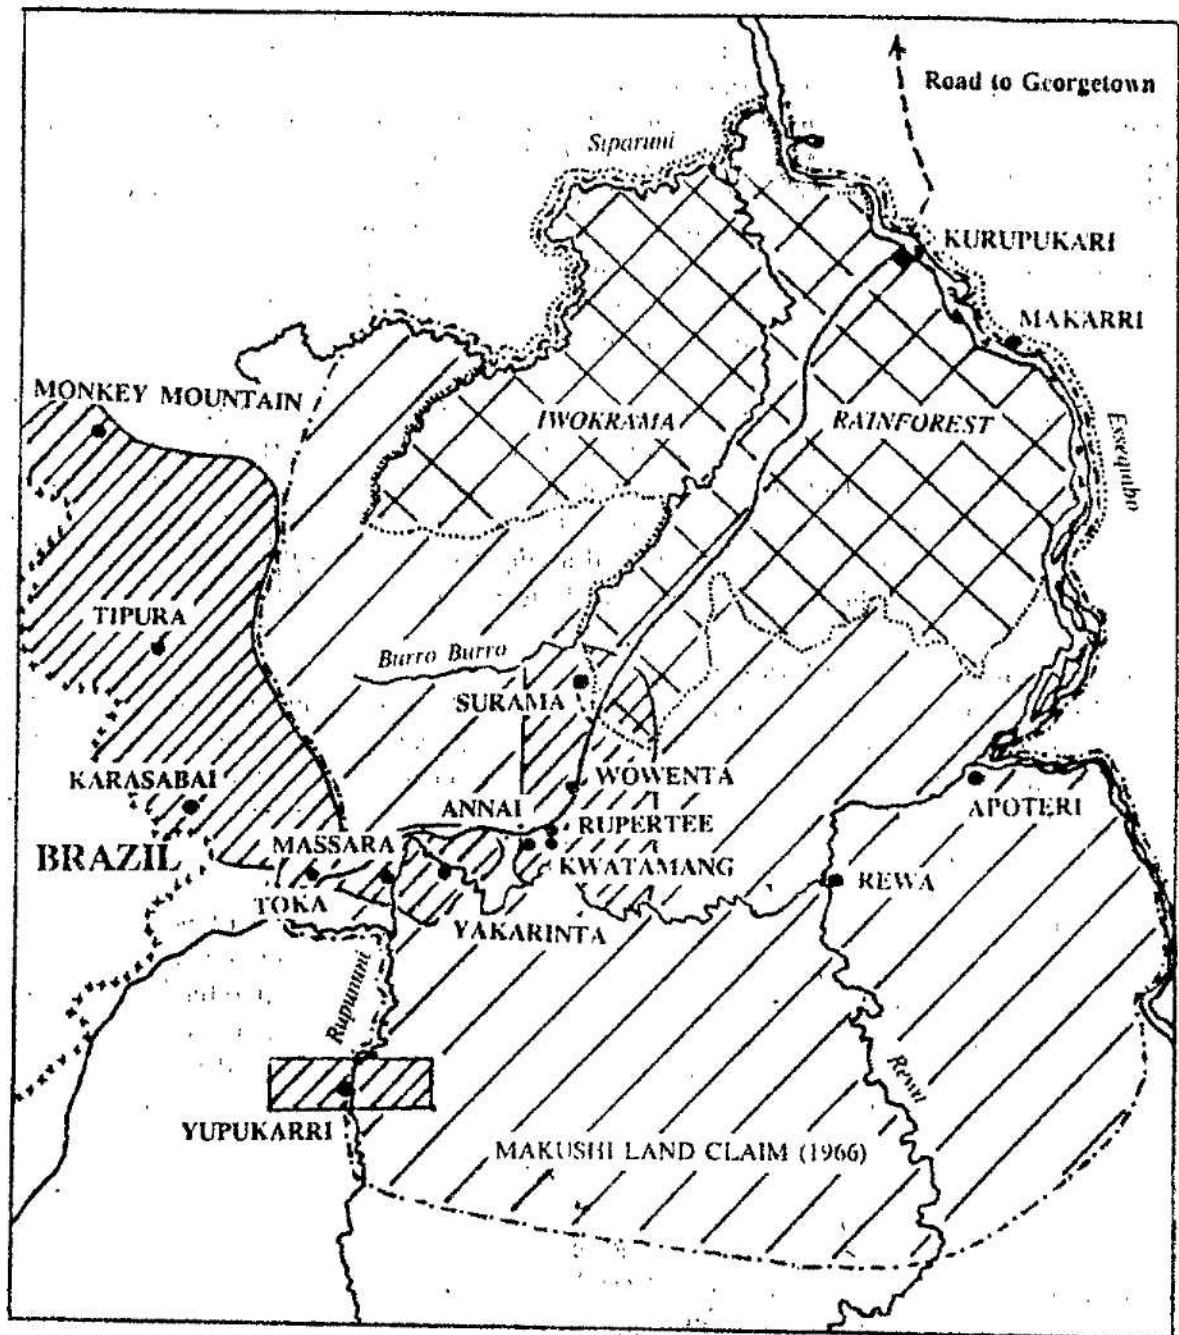 Road to Georgetown
Siparuni
KURUPUKARI
MAKARRI
MONKEY MOUNTAIN
IWOKRAMA
RAINFOREST
Essequibo
TIPURA
Burro Burro
SURAMA
KARASABAI
WOWENTA
ANNAI
APOTERI
RUPERTEE
BRAZIL
MASSARA
KWATAMANG
REWA
TOKA
YAKARINTA
Rupununi
Rewa
YUPUKARRI
MAKUSHI LAND CLAIM (1966)